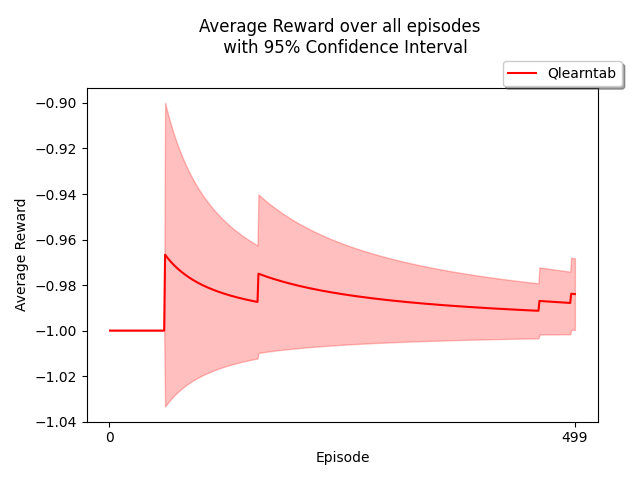 Average Reward over all episodes
with 95% Confidence Interval
Qlearntab
−0.90
−0.92
−0.94
−0.96
−0.98
−1.00
−1.02
−1.04
Average Reward
0
499
Episode